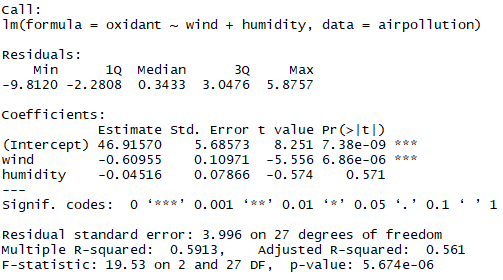 Call:
lm(formula = oxidant ~ wind + humidity, data = airpollution)
Residuals:
Min 1Q Median 3Q Max
-9.8120 -2.2808 0.3433 3.0476 5.8757
Coefficients:
Estimate Std. Error t value Pr(>|t|)
(Intercept) 46.91570 5.68573 8.251 7.38e-09 ***
wind -0.60955 0.10971 -5.556 6.86e-06 ***
humidity -0.04516 0.07866 -0.574 0.571
---
Signif. codes: 0 ‘***’ 0.001 ‘**’ 0.01 ‘*’ 0.05 ‘.’ 0.1 ‘ ’ 1
Residual standard error: 3.996 on 27 degrees of freedom
Multiple R-squared: 0.5913, Adjusted R-squared: 0.561
F-statistic: 19.53 on 2 and 27 DF, p-value: 5.674e-06